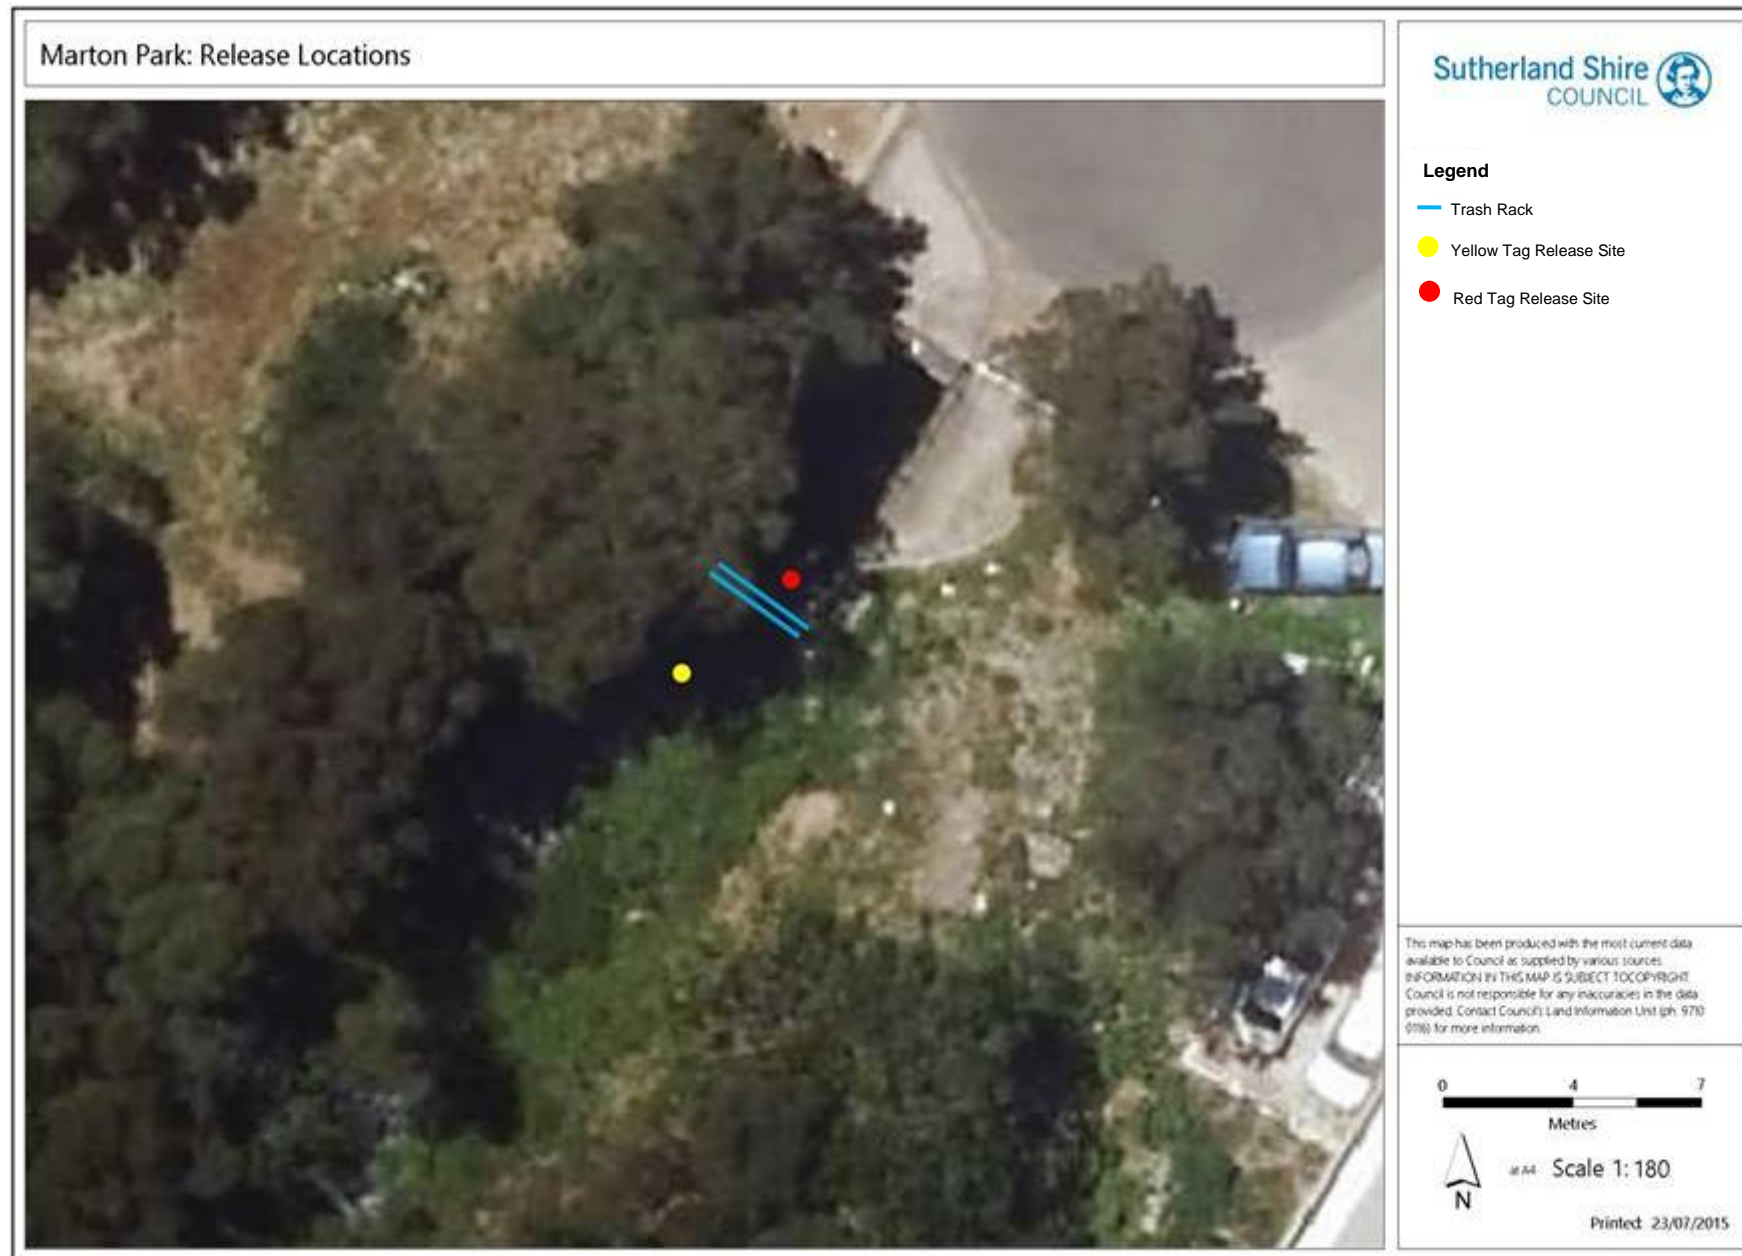 Marton Park: Release Locations
Sutherland Shire
COUNCIL
Legend
Trash Rack
Yellow Tag Release Site
Red Tag Release Site
This map has been produced with the most current data
available to Council as supplied by various sources.
INFORMATION IN THIS MAP IS SUBJECT TOCOPYRIGHT.
Council is not responsible for any inaccuracies in the data
provided. Contact Council's Land Information Unit (ph: 9710
0116) for more information.
0 4 7
Metres
at A4 Scale 1: 180
N
Printed: 23/07/2015